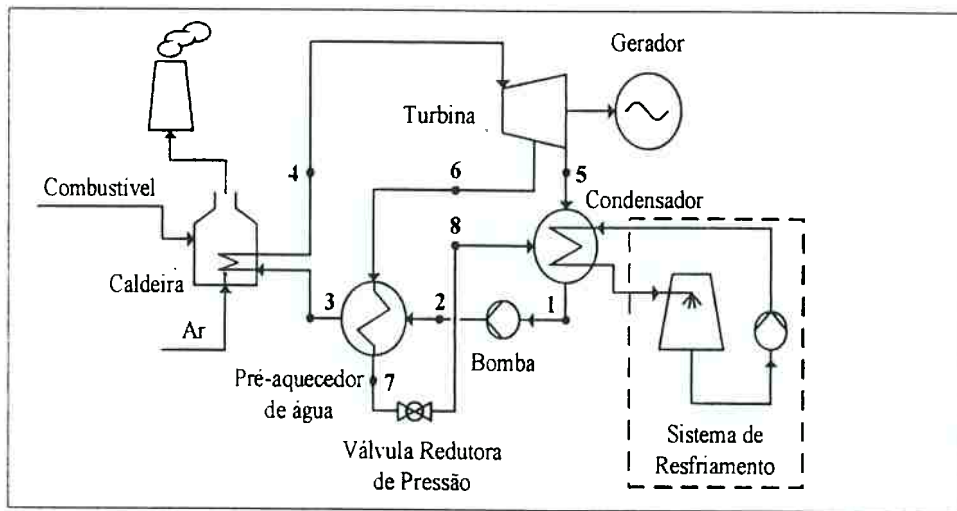 Gerador
Turbina
4
6
5
Combustível
Condensador
8
Caldeira
3
2
1
Ar
Bomba
Pré-aquecedor
de água
7
Válvula Redutora
de Pressão
Sistema de
Resfriamento